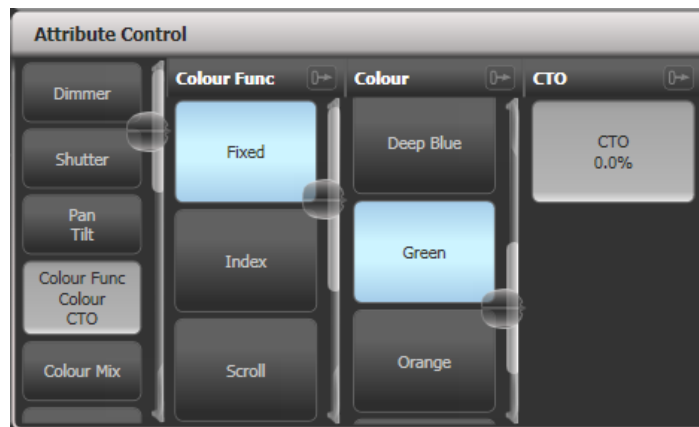 Attribute Control
Dimmer
Shutter
Pan
Tilt
Colour Func
Colour
CTO
Colour Mix
Colour Func
Fixed
Index
Scroll
Colour
Deep Blue
Green
Orange
CTO
CTO
0.0%